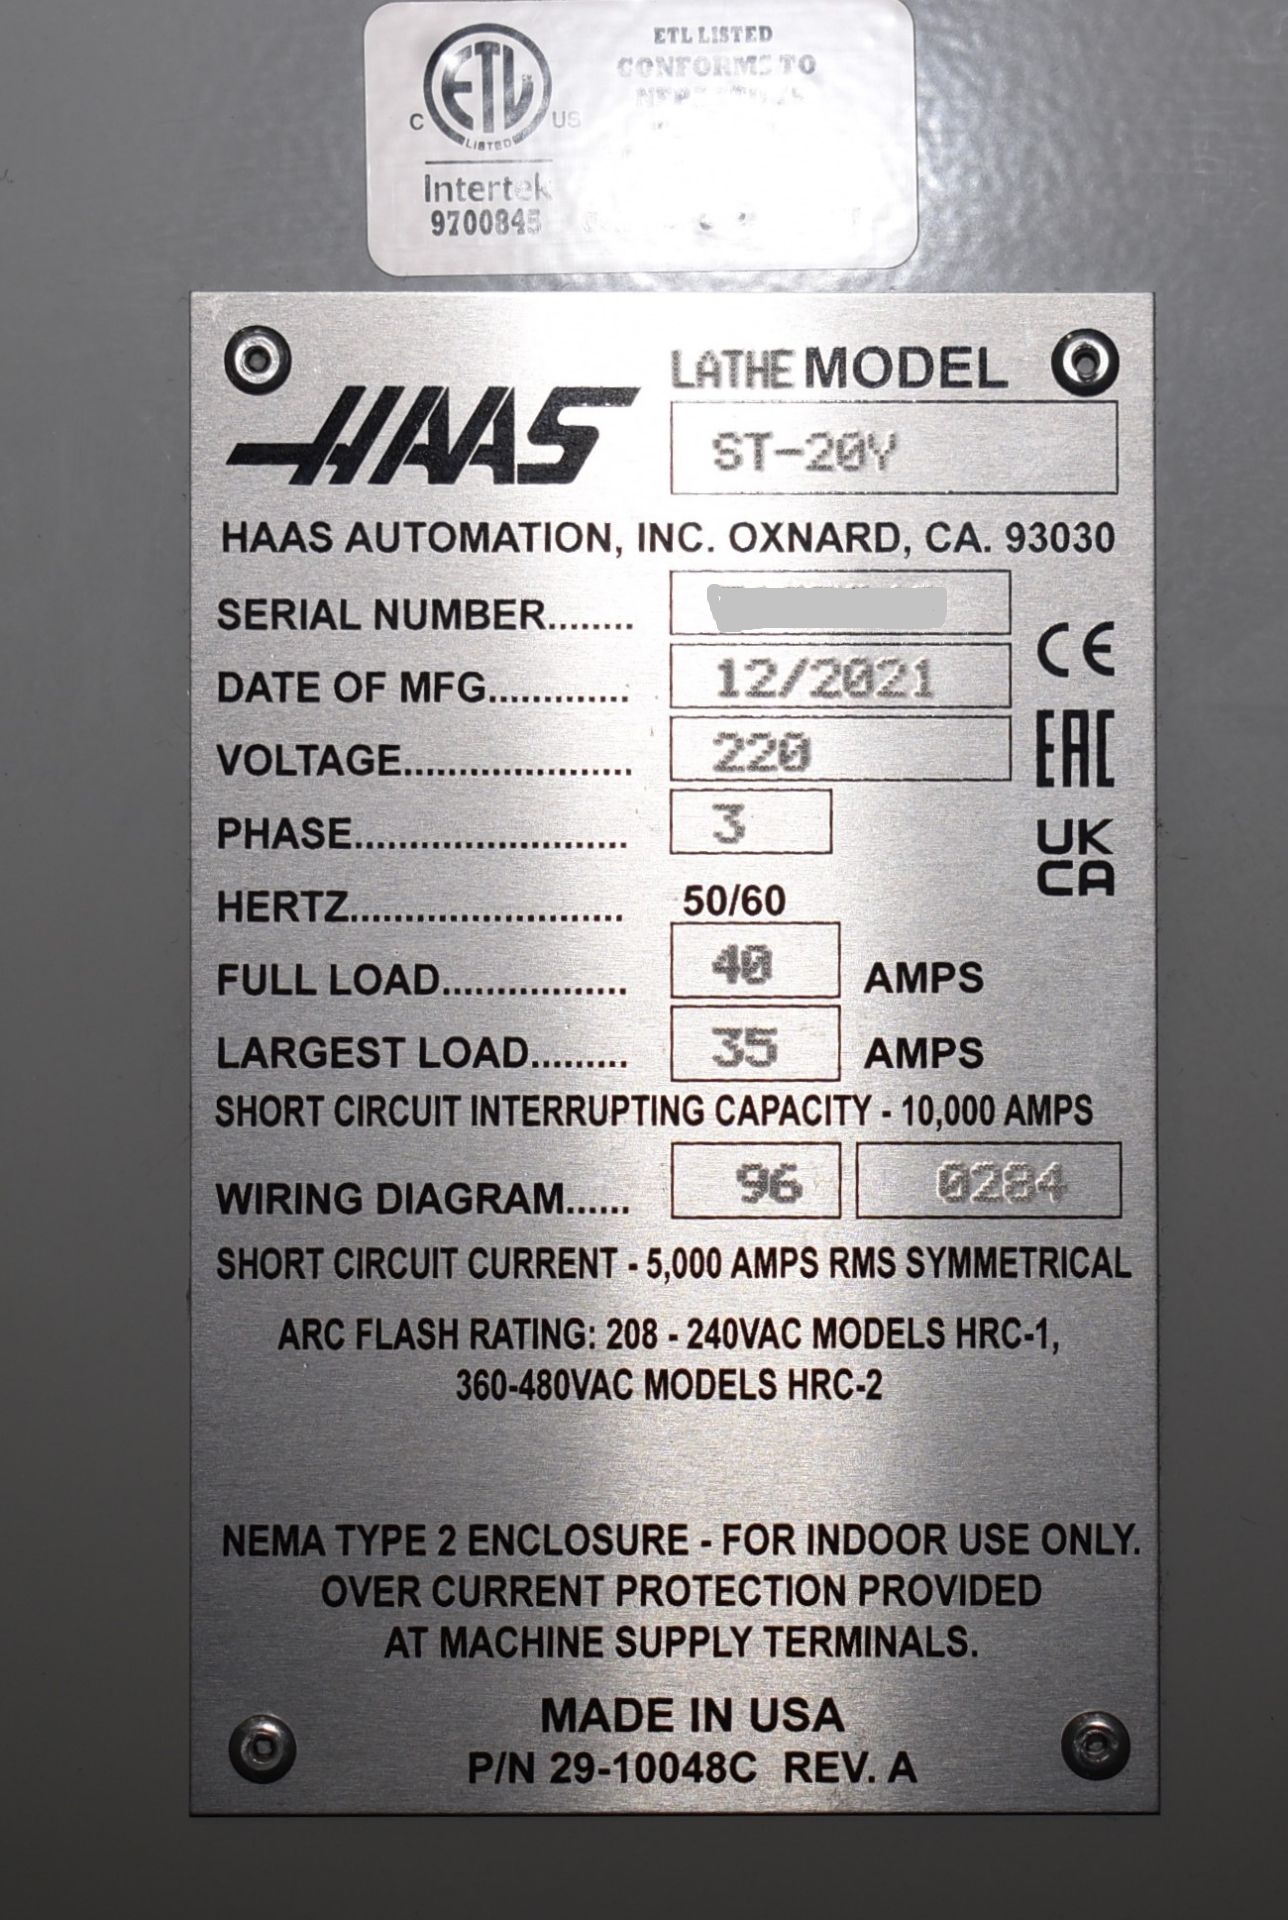 ETL LISTED
CONFORMS TO
C ETL US
LISTED
Intertek
9700845
LATHE MODEL
HAAS
ST-20Y
HAAS AUTOMATION, INC. OXNARD, CA. 93030
SERIAL NUMBER........
DATE OF MFG............. 12/2021
VOLTAGE..................... 220
PHASE......................... 3
HERTZ......................... 50/60
FULL LOAD................. 40 AMPS
LARGEST LOAD......... 35 AMPS
SHORT CIRCUIT INTERRUPTING CAPACITY - 10,000 AMPS
WIRING DIAGRAM...... 96 0284
SHORT CIRCUIT CURRENT - 5,000 AMPS RMS SYMMETRICAL
ARC FLASH RATING: 208 - 240VAC MODELS HRC-1,
360-480VAC MODELS HRC-2
NEMA TYPE 2 ENCLOSURE - FOR INDOOR USE ONLY.
OVER CURRENT PROTECTION PROVIDED
AT MACHINE SUPPLY TERMINALS.
MADE IN USA
P/N 29-10048C REV. A
CE
EAC
UK
CA